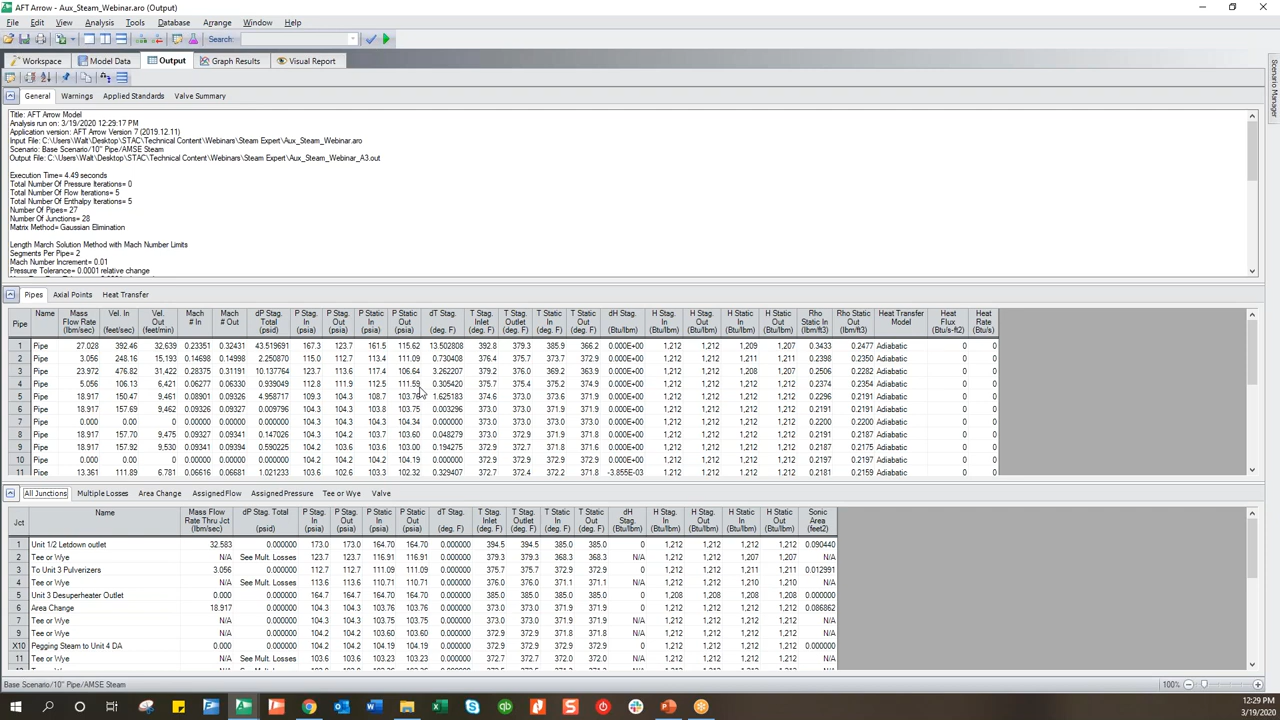 AFT Arrow - Aux_Steam_Webinar.aro (Output)
File Edit View Analysis Tools Database Arrange Window Help
Search:
Workspace Model Data Output Graph Results Visual Report
Scenario Manager
General Warnings Applied Standards Valve Summary
Title: AFT Arrow Model
Analysis run on: 3/19/2020 12:29:17 PM
Application version: AFT Arrow Version 7 (2019.12.11)
Input File: C:\Users\Walt\Desktop\STAC\Technical Content\Webinars\Steam Expert\Aux_Steam_Webinar.aro
Scenario: Base Scenario/10" Pipe/AMSE Steam
Output File: C:\Users\Walt\Desktop\STAC\Technical Content\Webinars\Steam Expert\Aux_Steam_Webinar_A3.out
Execution Time= 4.49 seconds
Total Number Of Pressure Iterations= 0
Total Number Of Flow Iterations= 5
Total Number Of Enthalpy Iterations= 5
Number Of Pipes= 27
Number Of Junctions= 28
Matrix Method= Gaussian Elimination
Length March Solution Method with Mach Number Limits
Segments Per Pipe= 2
Mach Number Increment= 0.01
Pressure Tolerance= 0.0001 relative change
Pipes Axial Points Heat Transfer
Pipe Name Mass Flow Rate (lbm/sec) Vel. In (feet/sec) Vel. Out (feet/min) Mach # In Mach # Out dP Stag. Total (psid) P Stag. In (psia) P Stag. Out (psia) P Static In (psia) P Static Out (psia) dT Stag. (deg. F) T Stag. Inlet (deg. F) T Stag. Outlet (deg. F) T Static In (deg. F) T Static Out (deg. F) dH Stag. (Btu/lbm) H Stag. In (Btu/lbm) H Stag. Out (Btu/lbm) H Static In (Btu/lbm) H Static Out (Btu/lbm) Rho Static In (lbm/ft3) Rho Static Out (lbm/ft3) Heat Transfer Model Heat Flux (Btu/s-ft2) Heat Rate (Btu/s)
1 Pipe 27.028 392.46 32,639 0.23351 0.32431 43.519691 167.3 123.7 161.5 115.62 13.502808 392.8 379.3 385.9 366.2 0.000E+00 1,212 1,212 1,209 1,207 0.3433 0.2477 Adiabatic 0 0
2 Pipe 3.056 248.16 15,193 0.14698 0.14998 2.250870 115.0 112.7 113.4 111.09 0.730408 376.4 375.7 373.6 372.9 0.000E+00 1,212 1,212 1,211 1,211 0.2398 0.2350 Adiabatic 0 0
3 Pipe 23.972 476.82 31,422 0.28375 0.31191 10.137764 123.7 113.6 117.4 106.64 3.262207 379.2 376.0 369.2 363.9 0.000E+00 1,212 1,212 1,208 1,207 0.2506 0.2282 Adiabatic 0 0
4 Pipe 5.056 106.13 6,421 0.06277 0.06330 0.939049 112.8 111.9 112.5 111.59 0.305420 375.7 375.4 375.2 374.9 0.000E+00 1,212 1,212 1,212 1,212 0.2374 0.2354 Adiabatic 0 0
5 Pipe 18.917 150.47 9,461 0.08901 0.09326 4.958717 109.3 104.3 108.7 103.76 1.625183 374.6 373.0 373.6 371.9 0.000E+00 1,212 1,212 1,212 1,212 0.2296 0.2191 Adiabatic 0 0
6 Pipe 18.917 157.69 9,462 0.09326 0.09327 0.009796 104.3 104.3 103.8 103.75 0.003296 373.0 373.0 371.9 371.9 0.000E+00 1,212 1,212 1,212 1,212 0.2191 0.2191 Adiabatic 0 0
7 Pipe 0.000 0.00 0 0.00000 0.00000 0.000000 104.3 104.3 104.3 104.34 0.000000 373.0 373.0 373.0 373.0 0.000E+00 1,212 1,212 1,212 1,212 0.2200 0.2200 Adiabatic 0 0
8 Pipe 18.917 157.70 9,475 0.09327 0.09341 0.147026 104.3 104.2 103.7 103.60 0.048279 373.0 372.9 371.9 371.8 0.000E+00 1,212 1,212 1,212 1,212 0.2191 0.2187 Adiabatic 0 0
9 Pipe 18.917 157.92 9,530 0.09341 0.09394 0.590225 104.2 103.6 103.6 103.00 0.194275 372.9 372.7 371.8 371.6 0.000E+00 1,212 1,212 1,212 1,212 0.2187 0.2175 Adiabatic 0 0
10 Pipe 0.000 0.00 0 0.00000 0.00000 0.000000 104.2 104.2 104.2 104.19 0.000000 372.9 372.9 372.9 372.9 0.000E+00 1,212 1,212 1,212 1,212 0.2197 0.2197 Adiabatic 0 0
11 Pipe 13.361 111.89 6,781 0.06616 0.06681 1.021233 103.6 102.6 103.3 102.32 0.329407 372.7 372.4 372.2 371.8 -3.855E-03 1,212 1,212 1,212 1,212 0.2181 0.2159 Adiabatic 0 0
All Junctions Multiple Losses Area Change Assigned Flow Assigned Pressure Tee or Wye Valve
Jct Name Mass Flow Rate Thru Jct (lbm/sec) dP Stag. Total (psid) P Stag. In (psia) P Stag. Out (psia) P Static In (psia) P Static Out (psia) dT Stag. (deg. F) T Stag. Inlet (deg. F) T Stag. Outlet (deg. F) T Static In (deg. F) T Static Out (deg. F) dH Stag. (Btu/lbm) H Stag. In (Btu/lbm) H Stag. Out (Btu/lbm) H Static In (Btu/lbm) H Static Out (Btu/lbm) Sonic Area (feet2)
1 Unit 1/2 Letdown outlet 32.583 0.000000 173.0 173.0 164.70 164.70 0.000000 394.5 394.5 385.0 385.0 0 1,212 1,212 1,212 1,212 0.090440
2 Tee or Wye N/A See Mult. Losses 123.7 123.7 116.91 116.91 0.000000 379.3 379.3 368.3 368.3 N/A 1,212 1,212 1,207 1,207 N/A
3 To Unit 3 Pulverizers 3.056 0.000000 112.7 112.7 111.09 111.09 0.000000 375.7 375.7 372.9 372.9 0 1,212 1,212 1,212 1,212 0.012991
4 Tee or Wye N/A See Mult. Losses 113.6 113.6 110.71 110.71 0.000000 376.0 376.0 371.1 371.1 N/A 1,212 1,212 1,212 1,212 N/A
5 Unit 3 Desuperheater Outlet 0.000 0.000000 164.7 164.7 164.70 164.70 0.000000 385.0 385.0 385.0 385.0 0 1,208 1,208 1,208 1,208 0.000000
6 Area Change 18.917 0.000000 104.3 104.3 103.76 103.76 0.000000 373.0 373.0 371.9 371.9 0 1,212 1,212 1,212 1,212 0.086862
7 Tee or Wye N/A 0.000000 104.3 104.3 103.75 103.75 0.000000 373.0 373.0 371.9 371.9 N/A 1,212 1,212 1,212 1,212 N/A
9 Tee or Wye N/A 0.000000 104.2 104.2 103.60 103.60 0.000000 372.9 372.9 371.8 371.8 N/A 1,212 1,212 1,212 1,212 N/A
X10 Pegging Steam to Unit 4 DA 0.000 0.000000 104.2 104.2 104.19 104.19 0.000000 372.9 372.9 372.9 372.9 0 1,212 1,212 1,212 1,212 0.000000
11 Tee or Wye N/A See Mult. Losses 103.6 103.6 103.23 103.23 0.000000 372.7 372.7 372.0 372.0 N/A 1,212 1,212 1,212 1,212 N/A
Base Scenario/10" Pipe/AMSE Steam
100%
12:29 PM
3/19/2020